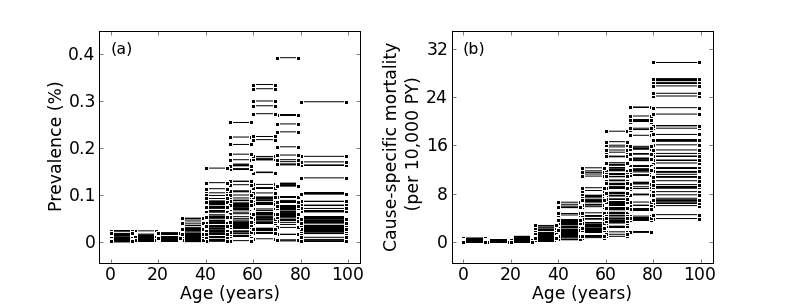 (a)
0.4
0.3
0.2
0.1
0
Prevalence (%)
0 20 40 60 80 100
Age (years)
(b)
32
24
16
8
0
Cause-specific mortality
(per 10,000 PY)
0 20 40 60 80 100
Age (years)